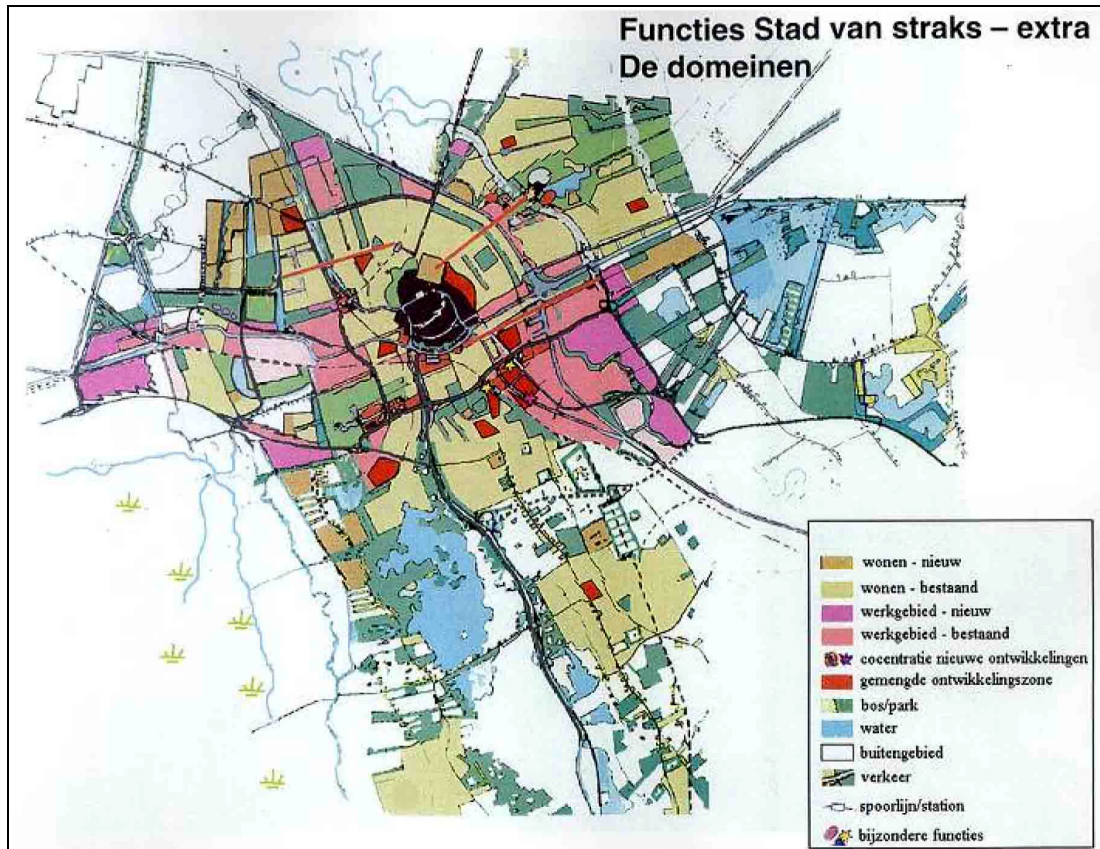 Functies Stad van straks – extra
De domeinen
wonen - nieuw
wonen - bestaand
werkgebied - nieuw
werkgebied - bestaand
cocentratie nieuwe ontwikkelingen
gemengde ontwikkelingszone
bos/park
water
buitengebied
verkeer
spoorlijn/station
bijzondere functies